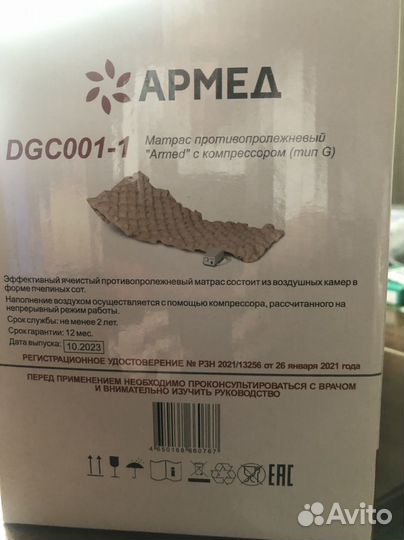 АРМЕД
DGC001-1
Матрас противопролежневый
"Armed" с компрессором (тип G)
Эффективный ячеистый противопролежневый матрас состоит из воздушных камер в
форме пчелиных сот.
Наполнение воздухом осуществляется с помощью компрессора, рассчитанного на
непрерывный режим работы.
Срок службы: не менее 2 лет.
Срок гарантии: 12 мес.
Дата выпуска: 10.2023
РЕГИСТРАЦИОННОЕ УДОСТОВЕРЕНИЕ № РЗН 2021/13256 от 26 января 2021 года
ПЕРЕД ПРИМЕНЕНИЕМ НЕОБХОДИМО ПРОКОНСУЛЬТИРОВАТЬСЯ С ВРАЧОМ
И ВНИМАТЕЛЬНО ИЗУЧИТЬ РУКОВОДСТВО
EAC
Avito